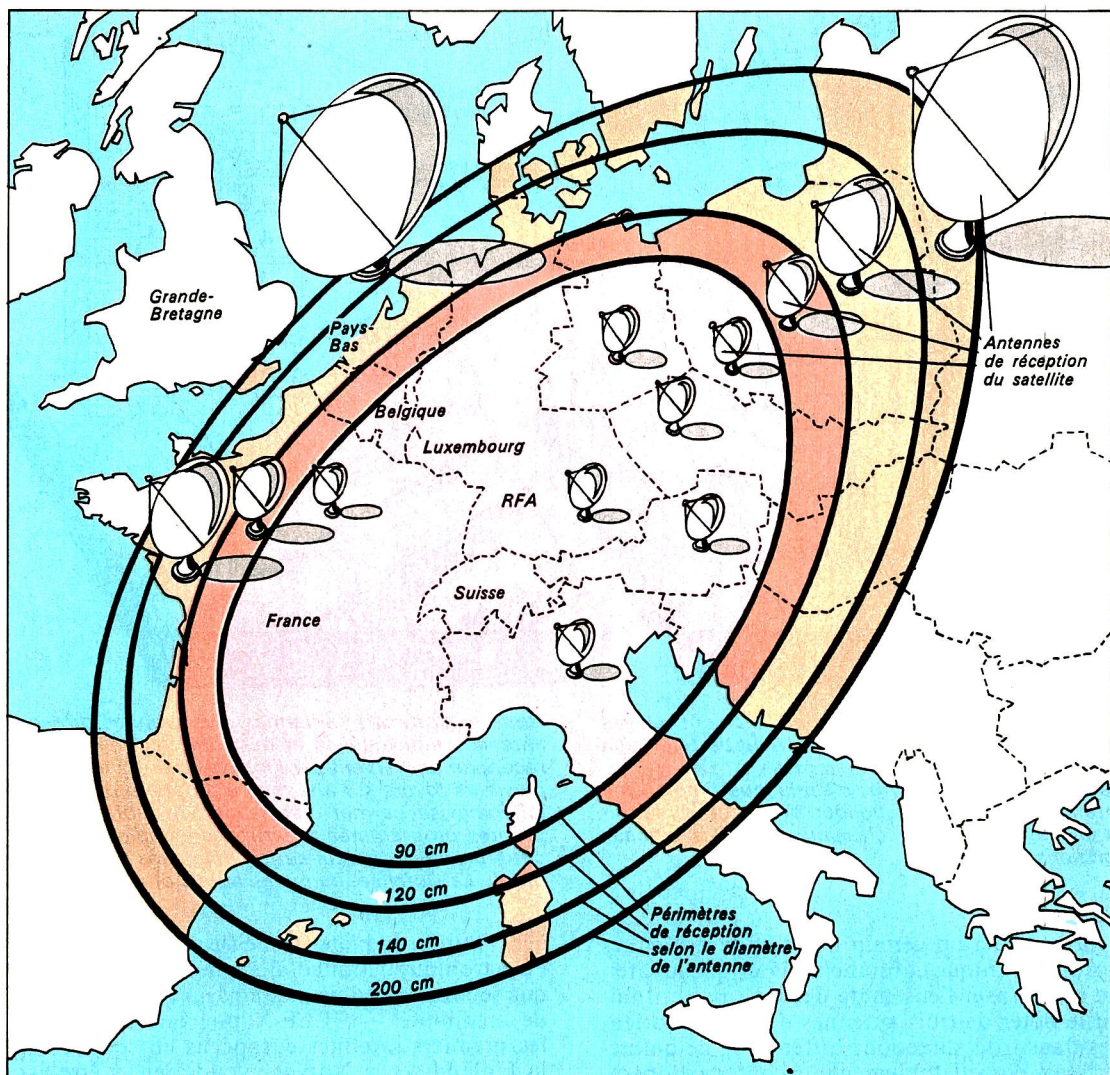 Grande-
Bretagne
Pays-
Bas
Belgique
Luxembourg
RFA
Suisse
France
Antennes
de réception
du satellite
90 cm
120 cm
140 cm
200 cm
Périmètres
de réception
selon le diamètre
de l'antenne